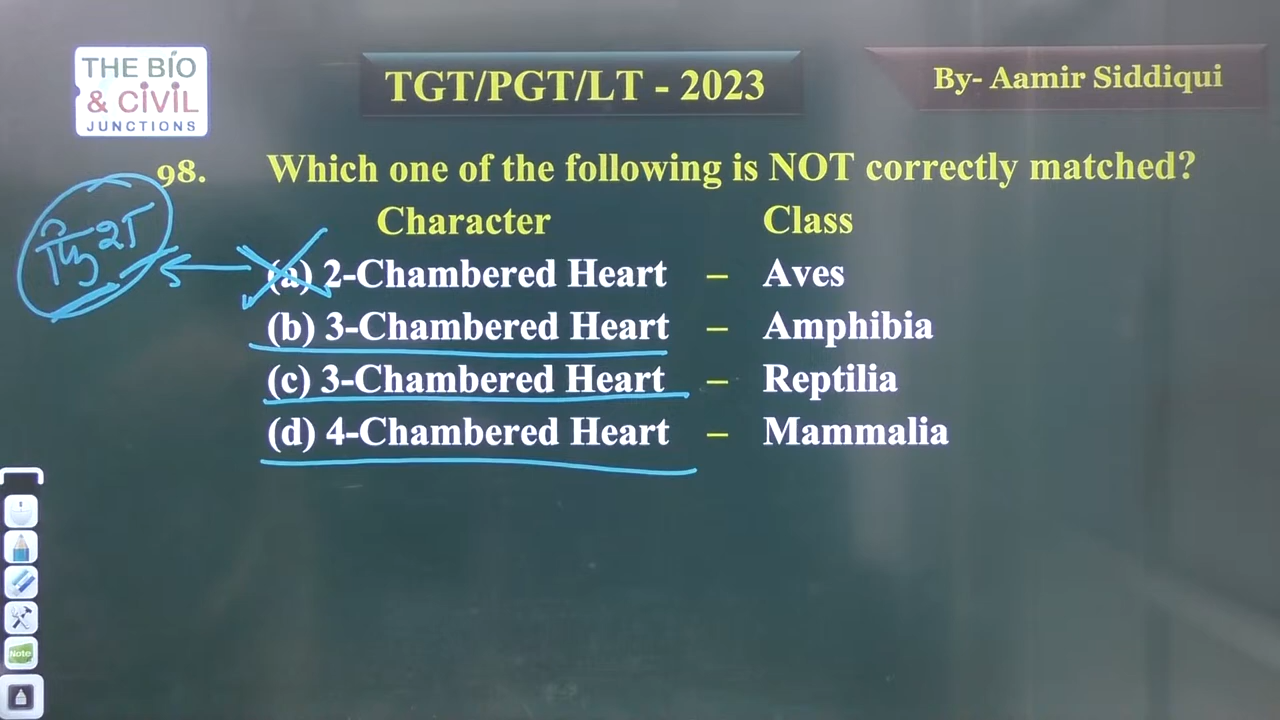 THE BIO
& CIVIL
JUNCTIONS
TGT/PGT/LT - 2023
By- Aamir Siddiqui
98. Which one of the following is NOT correctly matched?
Character Class
(a) 2-Chambered Heart – Aves
(b) 3-Chambered Heart – Amphibia
(c) 3-Chambered Heart – Reptilia
(d) 4-Chambered Heart – Mammalia
Note